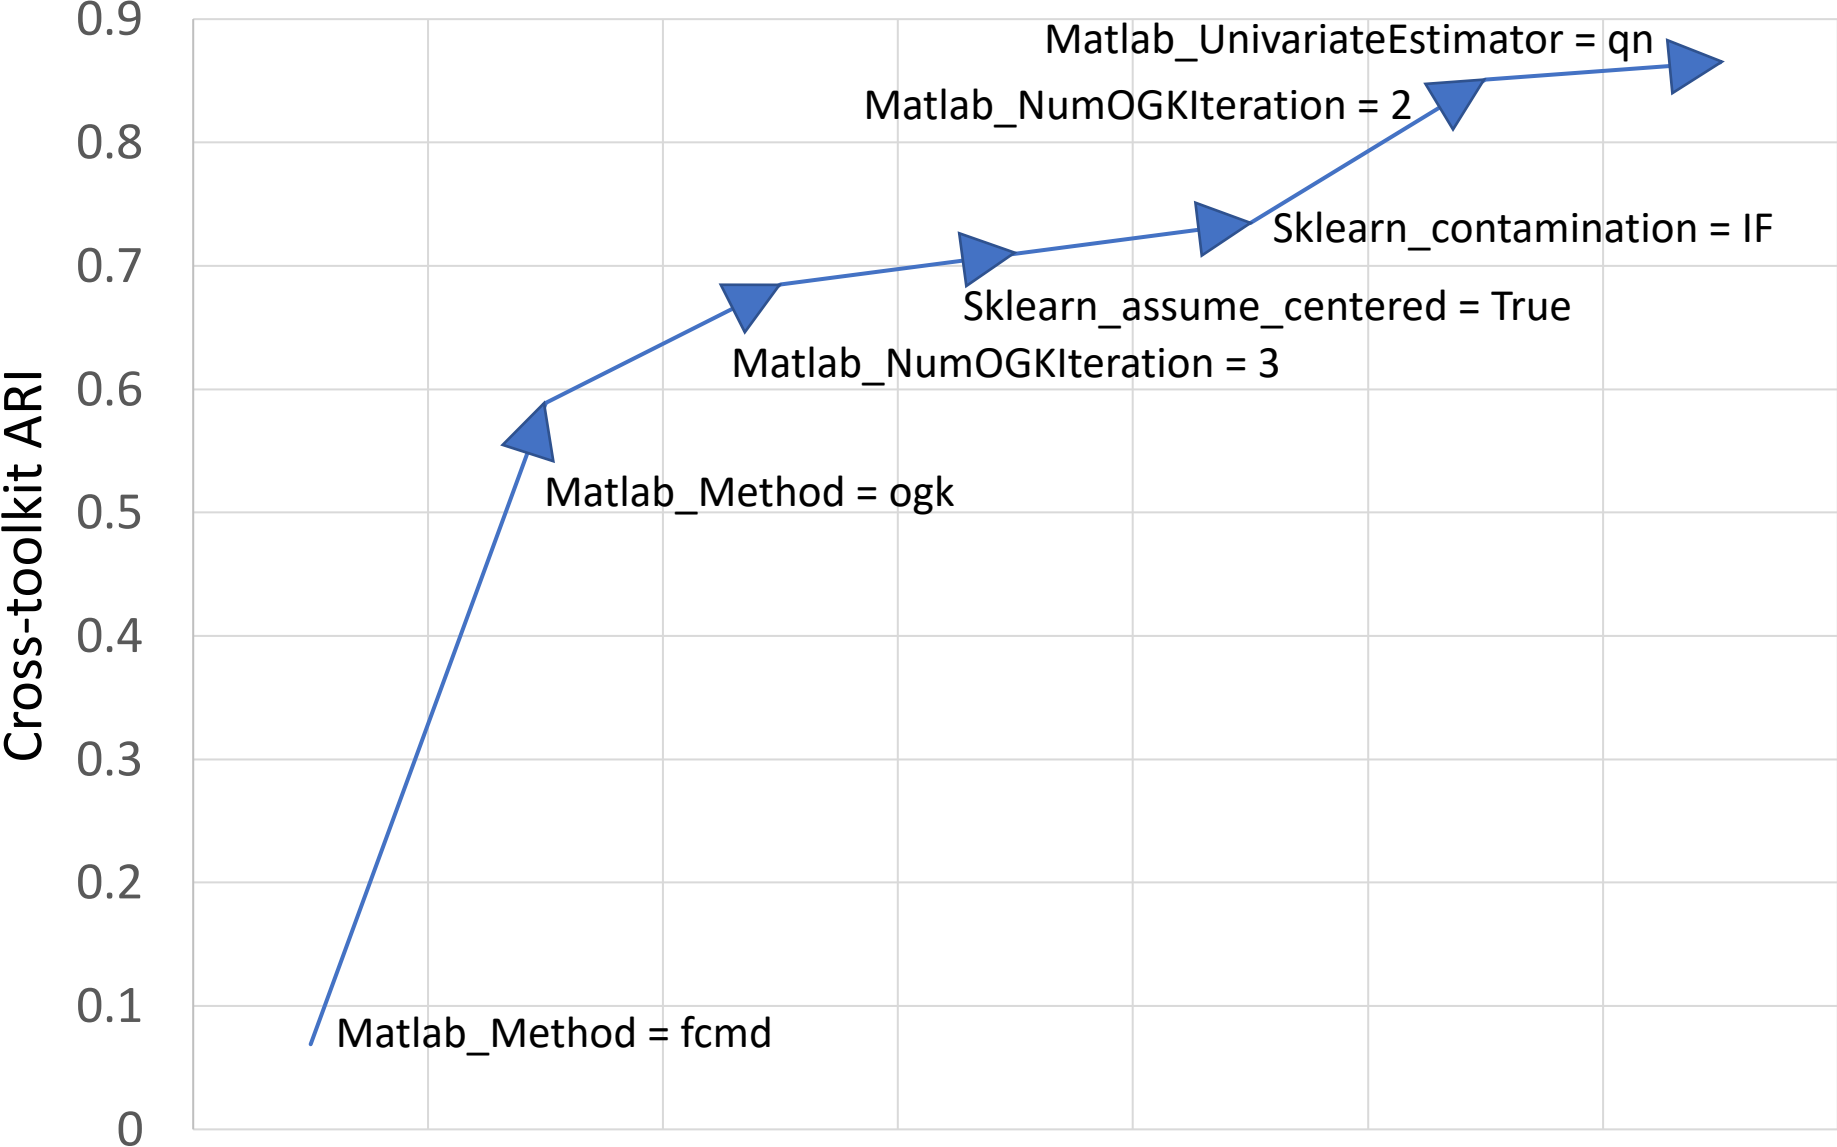 0.9
Matlab_UnivariateEstimator = qn
Matlab_NumOGKIteration = 2
0.8
Sklearn_contamination = IF
0.7
Sklearn_assume_centered = True
Matlab_NumOGKIteration = 3
0.6
Cross-toolkit ARI
0.5
Matlab_Method = ogk
0.4
0.3
0.2
0.1
Matlab_Method = fcmd
0